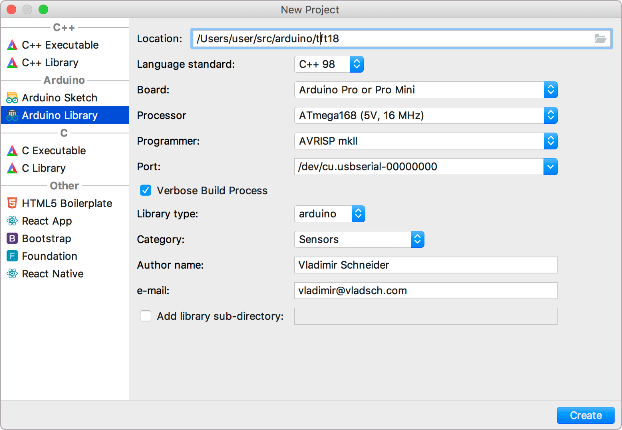 New Project
C++
C++ Executable
C++ Library
Arduino
Arduino Sketch
Arduino Library
C
C Executable
C Library
Other
HTML5 Boilerplate
React App
Bootstrap
Foundation
React Native
Location: /Users/user/src/arduino/tft18
Language standard: C++ 98
Board: Arduino Pro or Pro Mini
Processor ATmega168 (5V, 16 MHz)
Programmer: AVRISP mkII
Port: /dev/cu.usbserial-00000000
Verbose Build Process
Library type: arduino
Category: Sensors
Author name: Vladimir Schneider
e-mail: vladimir@vladsch.com
Add library sub-directory:
Create